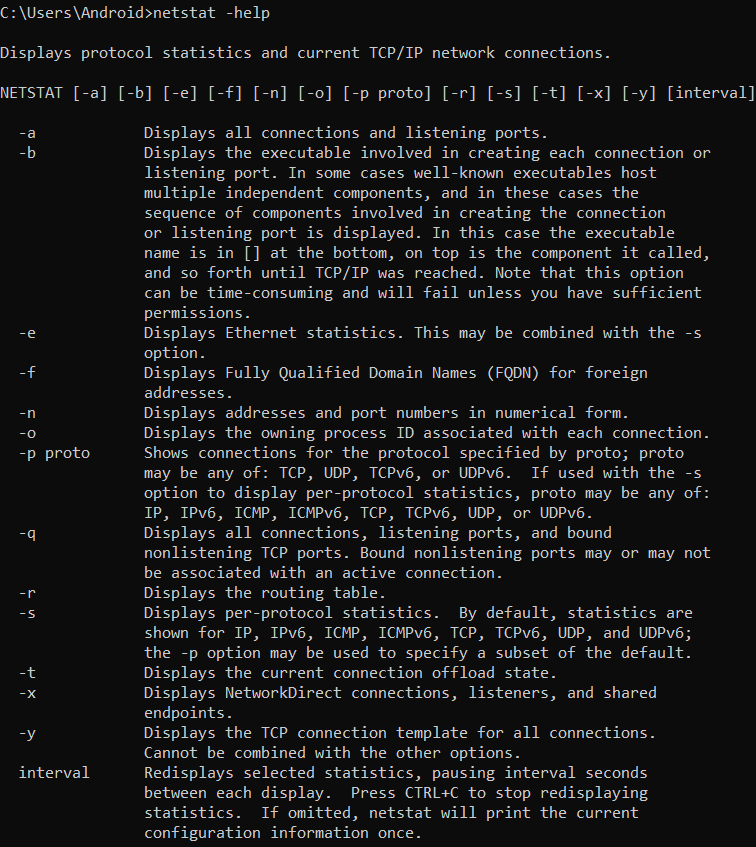 C:\Users\Android>netstat -help
Displays protocol statistics and current TCP/IP network connections.
NETSTAT [-a] [-b] [-e] [-f] [-n] [-o] [-p proto] [-r] [-s] [-t] [-x] [-y] [interval]
-a Displays all connections and listening ports.
-b Displays the executable involved in creating each connection or
listening port. In some cases well-known executables host
multiple independent components, and in these cases the
sequence of components involved in creating the connection
or listening port is displayed. In this case the executable
name is in [] at the bottom, on top is the component it called,
and so forth until TCP/IP was reached. Note that this option
can be time-consuming and will fail unless you have sufficient
permissions.
-e Displays Ethernet statistics. This may be combined with the -s
option.
-f Displays Fully Qualified Domain Names (FQDN) for foreign
addresses.
-n Displays addresses and port numbers in numerical form.
-o Displays the owning process ID associated with each connection.
-p proto Shows connections for the protocol specified by proto; proto
may be any of: TCP, UDP, TCPv6, or UDPv6.  If used with the -s
option to display per-protocol statistics, proto may be any of:
IP, IPv6, ICMP, ICMPv6, TCP, TCPv6, UDP, or UDPv6.
-q Displays all connections, listening ports, and bound
nonlistening TCP ports. Bound nonlistening ports may or may not
be associated with an active connection.
-r Displays the routing table.
-s Displays per-protocol statistics.  By default, statistics are
shown for IP, IPv6, ICMP, ICMPv6, TCP, TCPv6, UDP, and UDPv6;
the -p option may be used to specify a subset of the default.
-t Displays the current connection offload state.
-x Displays NetworkDirect connections, listeners, and shared
endpoints.
-y Displays the TCP connection template for all connections.
Cannot be combined with the other options.
interval Redisplays selected statistics, pausing interval seconds
between each display.  Press CTRL+C to stop redisplaying
statistics.  If omitted, netstat will print the current
configuration information once.